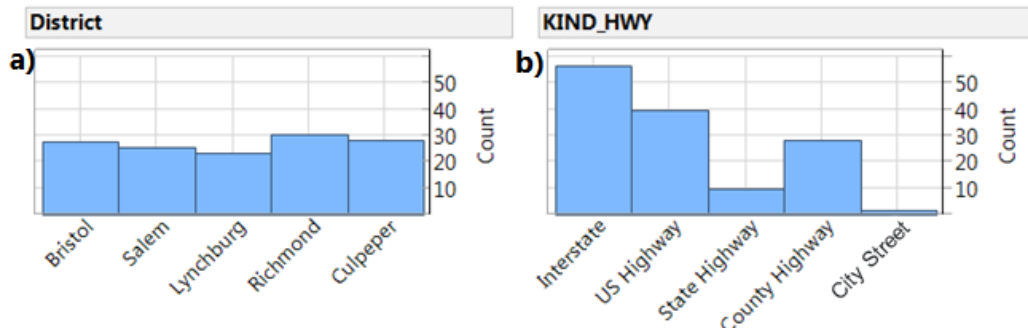 District
a)
50
40
30
20
10
Count
Bristol
Salem
Lynchburg
Richmond
Culpeper
KIND_HWY
b)
50
40
30
20
10
Count
Interstate
US Highway
State Highway
County Highway
City Street